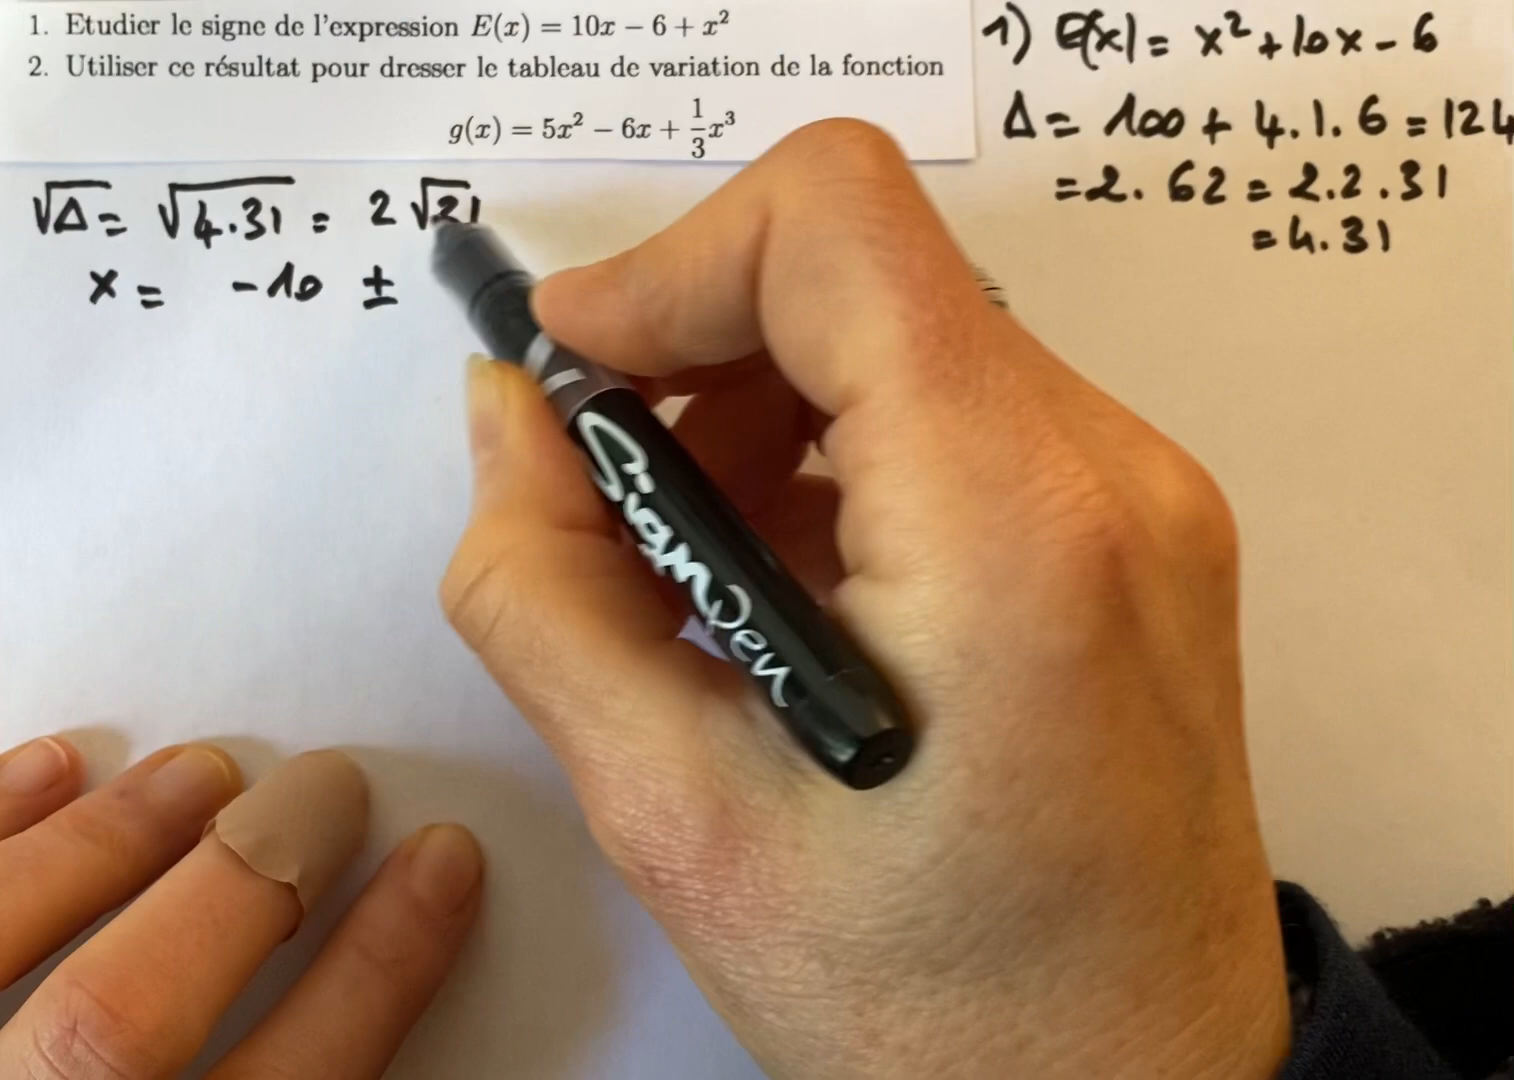 1. Etudier le signe de l'expression E(x) = 10x − 6 + x²
2. Utiliser ce résultat pour dresser le tableau de variation de la fonction
g(x) = 5x² − 6x + 1/3 x³
1) E(x) = x² + 10x - 6
Δ = 100 + 4.1.6 = 124
= 2. 62 = 2.2.31
= 4.31
√Δ = √4.31 = 2√31
x = -10 ±
Signpen